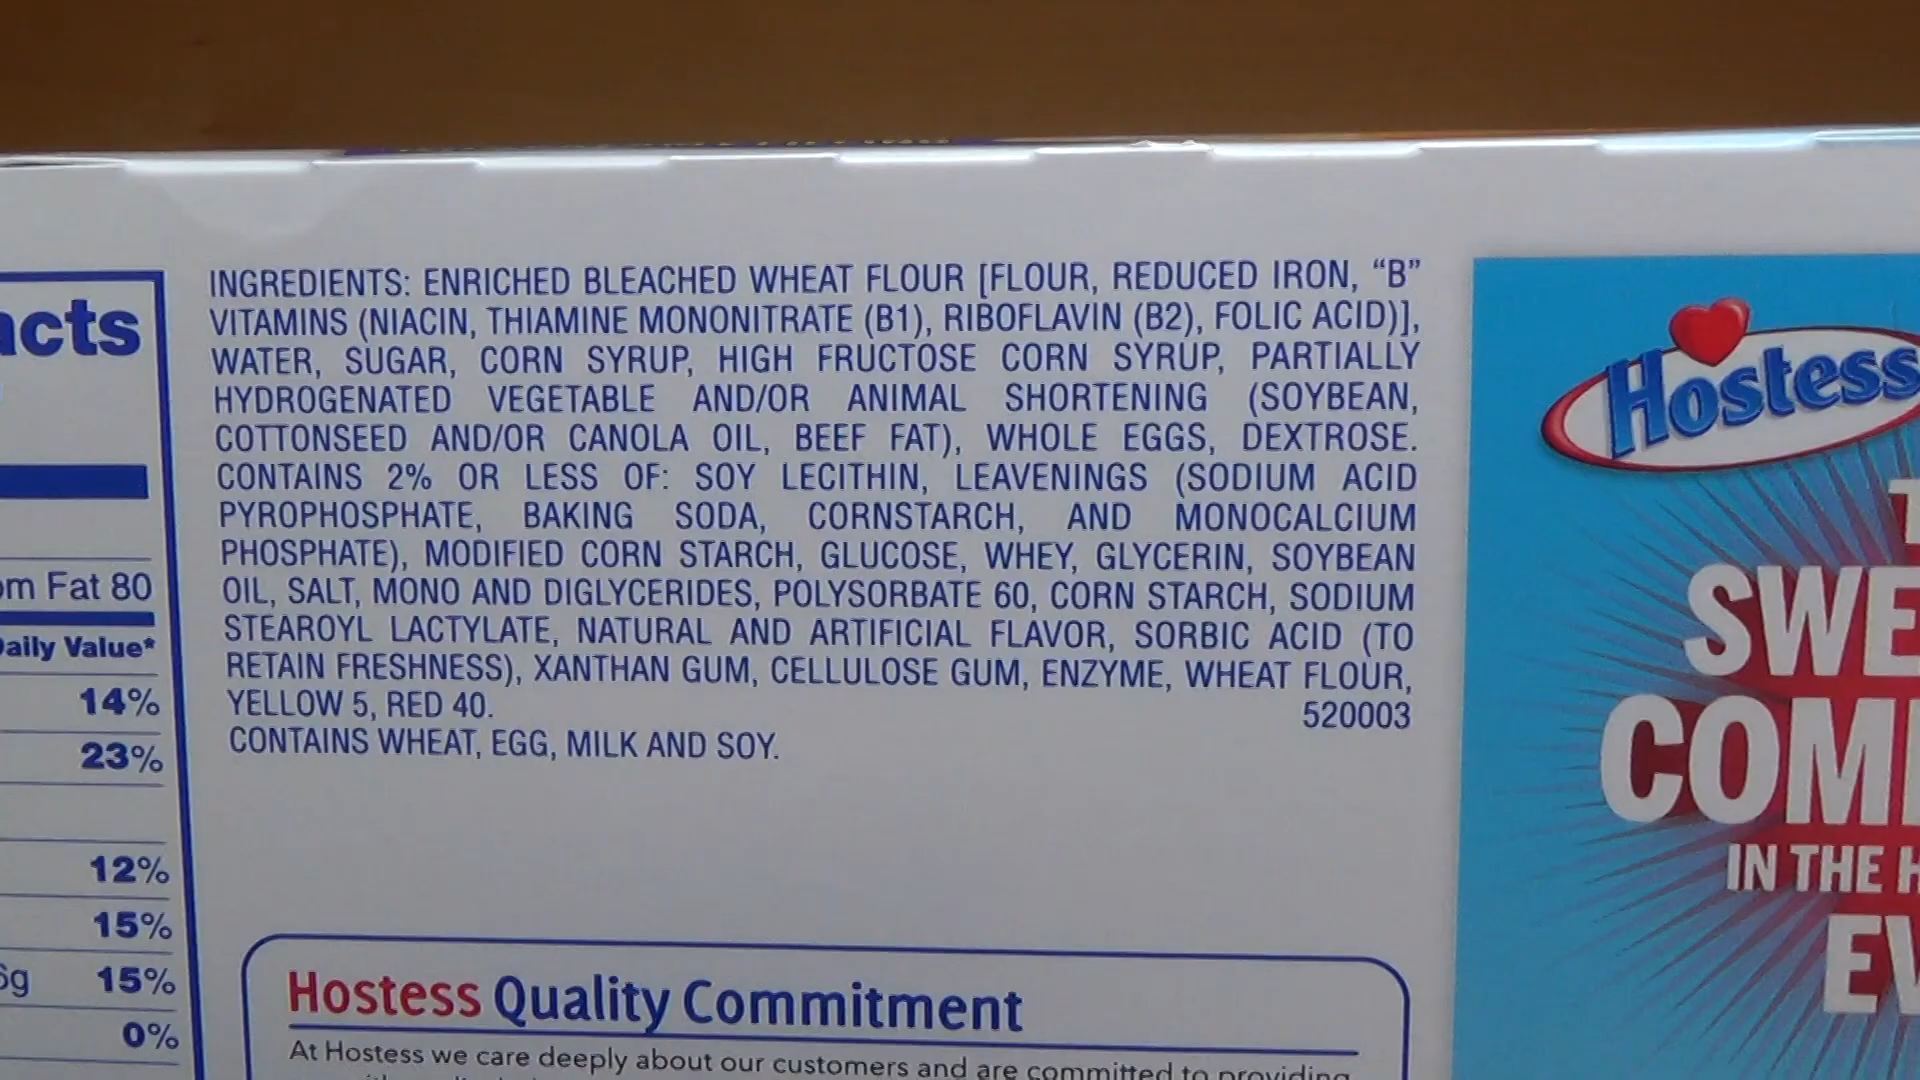 acts
om Fat 80
Daily Value*
14%
23%
12%
15%
6g 15%
0%
INGREDIENTS: ENRICHED BLEACHED WHEAT FLOUR [FLOUR, REDUCED IRON, “B”
VITAMINS (NIACIN, THIAMINE MONONITRATE (B1), RIBOFLAVIN (B2), FOLIC ACID)],
WATER, SUGAR, CORN SYRUP, HIGH FRUCTOSE CORN SYRUP, PARTIALLY
HYDROGENATED VEGETABLE AND/OR ANIMAL SHORTENING (SOYBEAN,
COTTONSEED AND/OR CANOLA OIL, BEEF FAT), WHOLE EGGS, DEXTROSE.
CONTAINS 2% OR LESS OF: SOY LECITHIN, LEAVENINGS (SODIUM ACID
PYROPHOSPHATE, BAKING SODA, CORNSTARCH, AND MONOCALCIUM
PHOSPHATE), MODIFIED CORN STARCH, GLUCOSE, WHEY, GLYCERIN, SOYBEAN
OIL, SALT, MONO AND DIGLYCERIDES, POLYSORBATE 60, CORN STARCH, SODIUM
STEAROYL LACTYLATE, NATURAL AND ARTIFICIAL FLAVOR, SORBIC ACID (TO
RETAIN FRESHNESS), XANTHAN GUM, CELLULOSE GUM, ENZYME, WHEAT FLOUR,
YELLOW 5, RED 40. 520003
CONTAINS WHEAT, EGG, MILK AND SOY.
Hostess Quality Commitment
At Hostess we care deeply about our customers and are committed to providing
Hostess
T
SWE
COM
IN THE H
EV